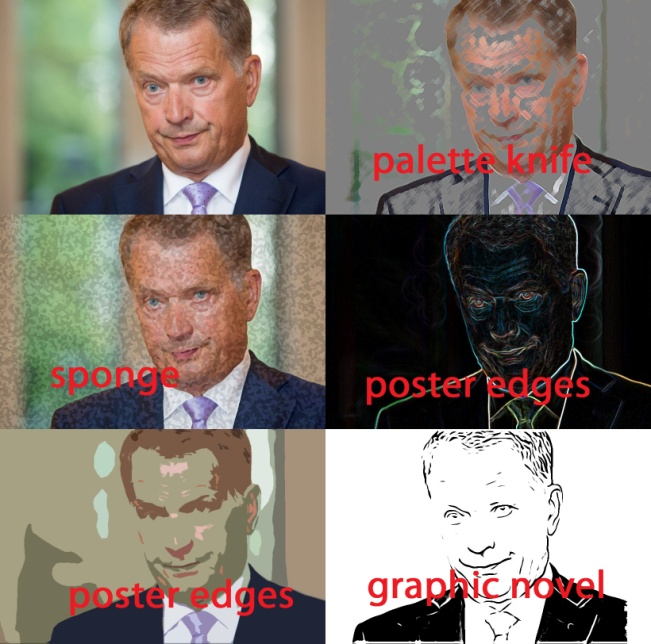 palette knife
sponge
poster edges
poster edges
graphic novel